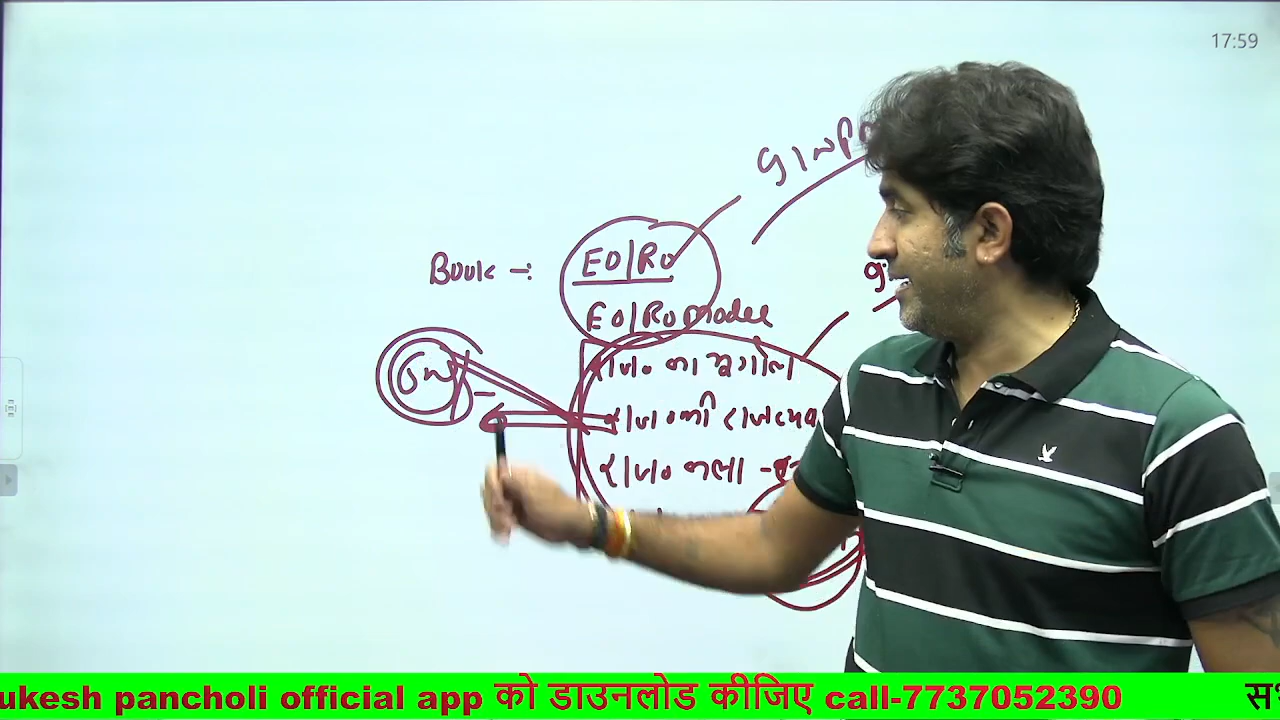 17:59
Book -:
EO/RO
EO/RO model
राज० का भूगोल
राज० की राजव्यव
राज० कला -
ukesh pancholi official app को डाउनलोड कीजिए call-7737052390